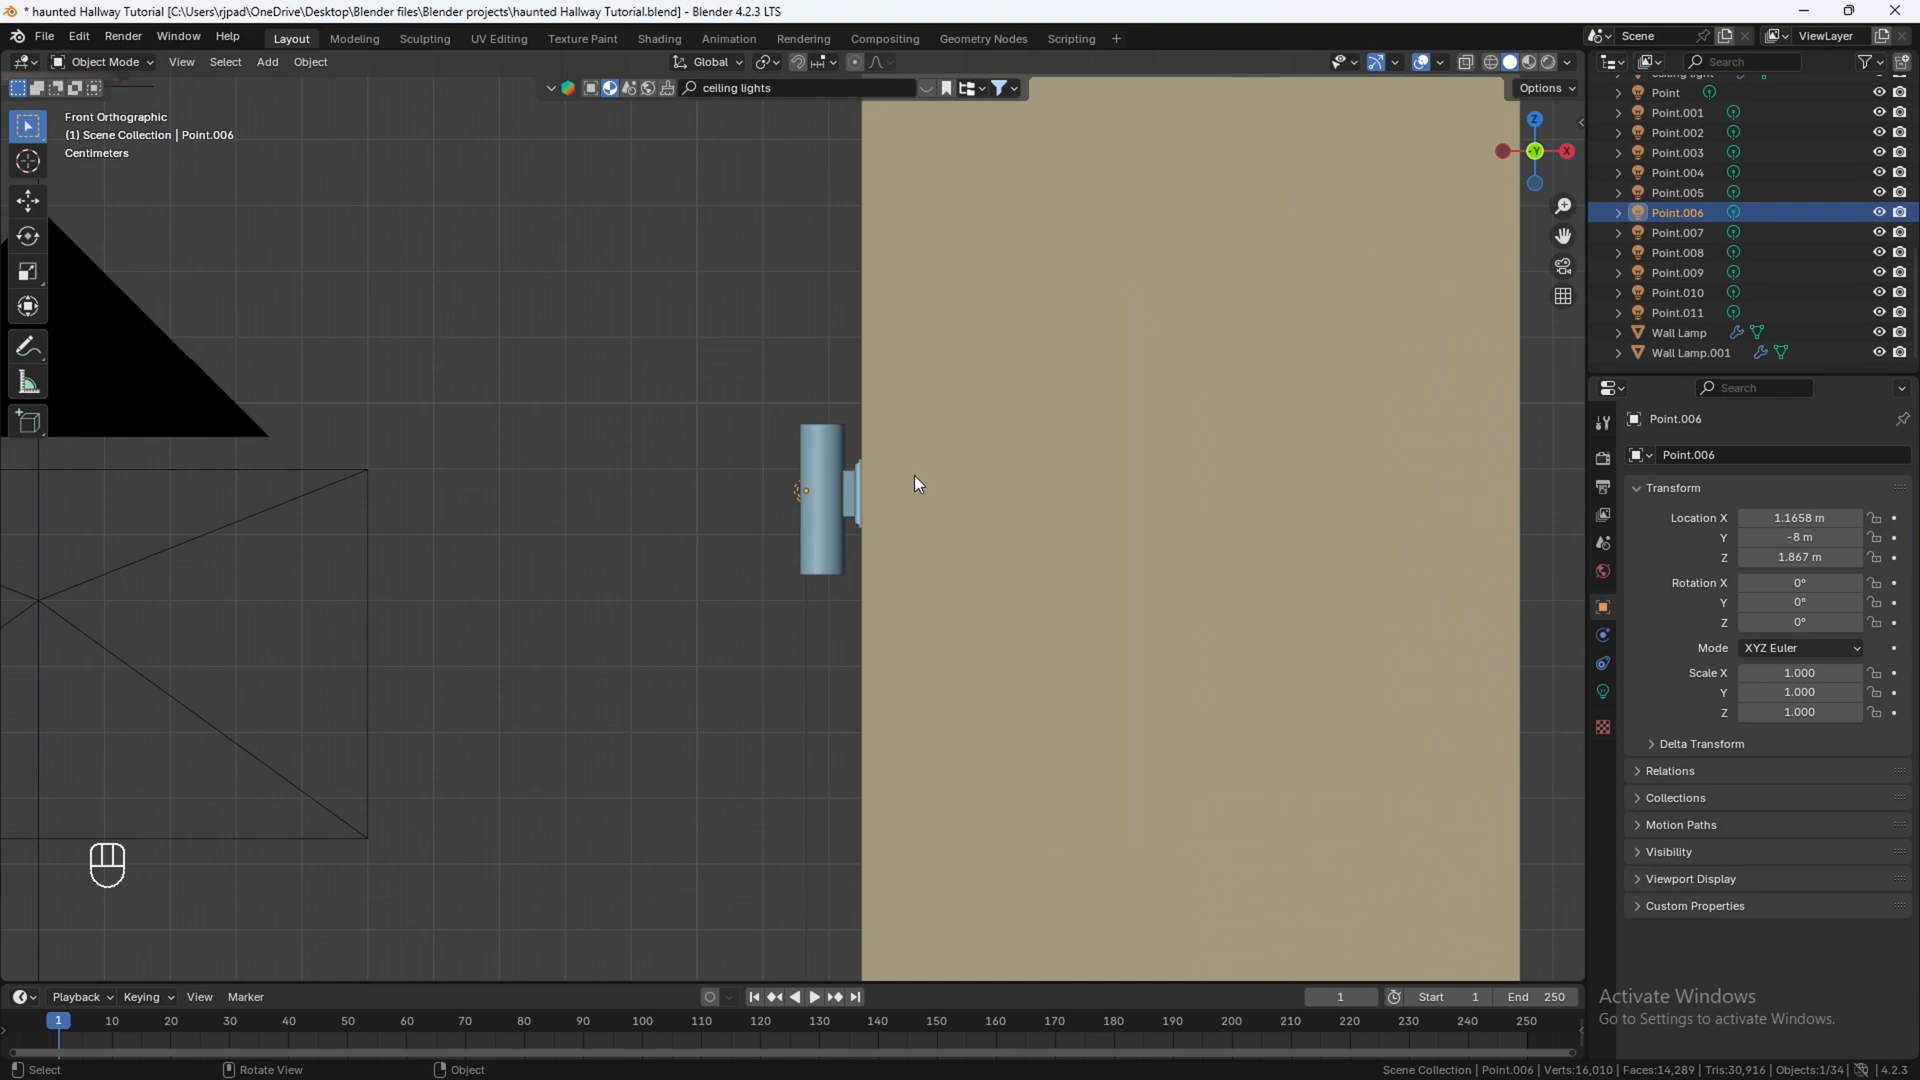 * haunted Hallway Tutorial [C:\Users\rjpad\OneDrive\Desktop\Blender files\Blender projects\haunted Hallway Tutorial.blend] - Blender 4.2.3 LTS
File Edit Render Window Help Layout Modeling Sculpting UV Editing Texture Paint Shading Animation Rendering Compositing Geometry Nodes Scripting + Scene ViewLayer
Object Mode View Select Add Object Global Search
ceiling lights Options
Front Orthographic
(1) Scene Collection | Point.006
Centimeters
Z
-Y X
Point
Point.001
Point.002
Point.003
Point.004
Point.005
Point.006
Point.007
Point.008
Point.009
Point.010
Point.011
Wall Lamp
Wall Lamp.001
Search
Point.006
Point.006
Transform
Location X 1.1658 m
Y -8 m
Z 1.867 m
Rotation X 0°
Y 0°
Z 0°
Mode XYZ Euler
Scale X 1.000
Y 1.000
Z 1.000
Delta Transform
Relations
Collections
Motion Paths
Visibility
Viewport Display
Custom Properties
Activate Windows
Go to Settings to activate Windows.
Playback Keying View Marker 1 Start 1 End 250
1 10 20 30 40 50 60 70 80 90 100 110 120 130 140 150 160 170 180 190 200 210 220 230 240 250
Select Rotate View Object Scene Collection | Point.006 | Verts:16,010 | Faces:14,289 | Tris:30,916 | Objects:1/34 | 4.2.3